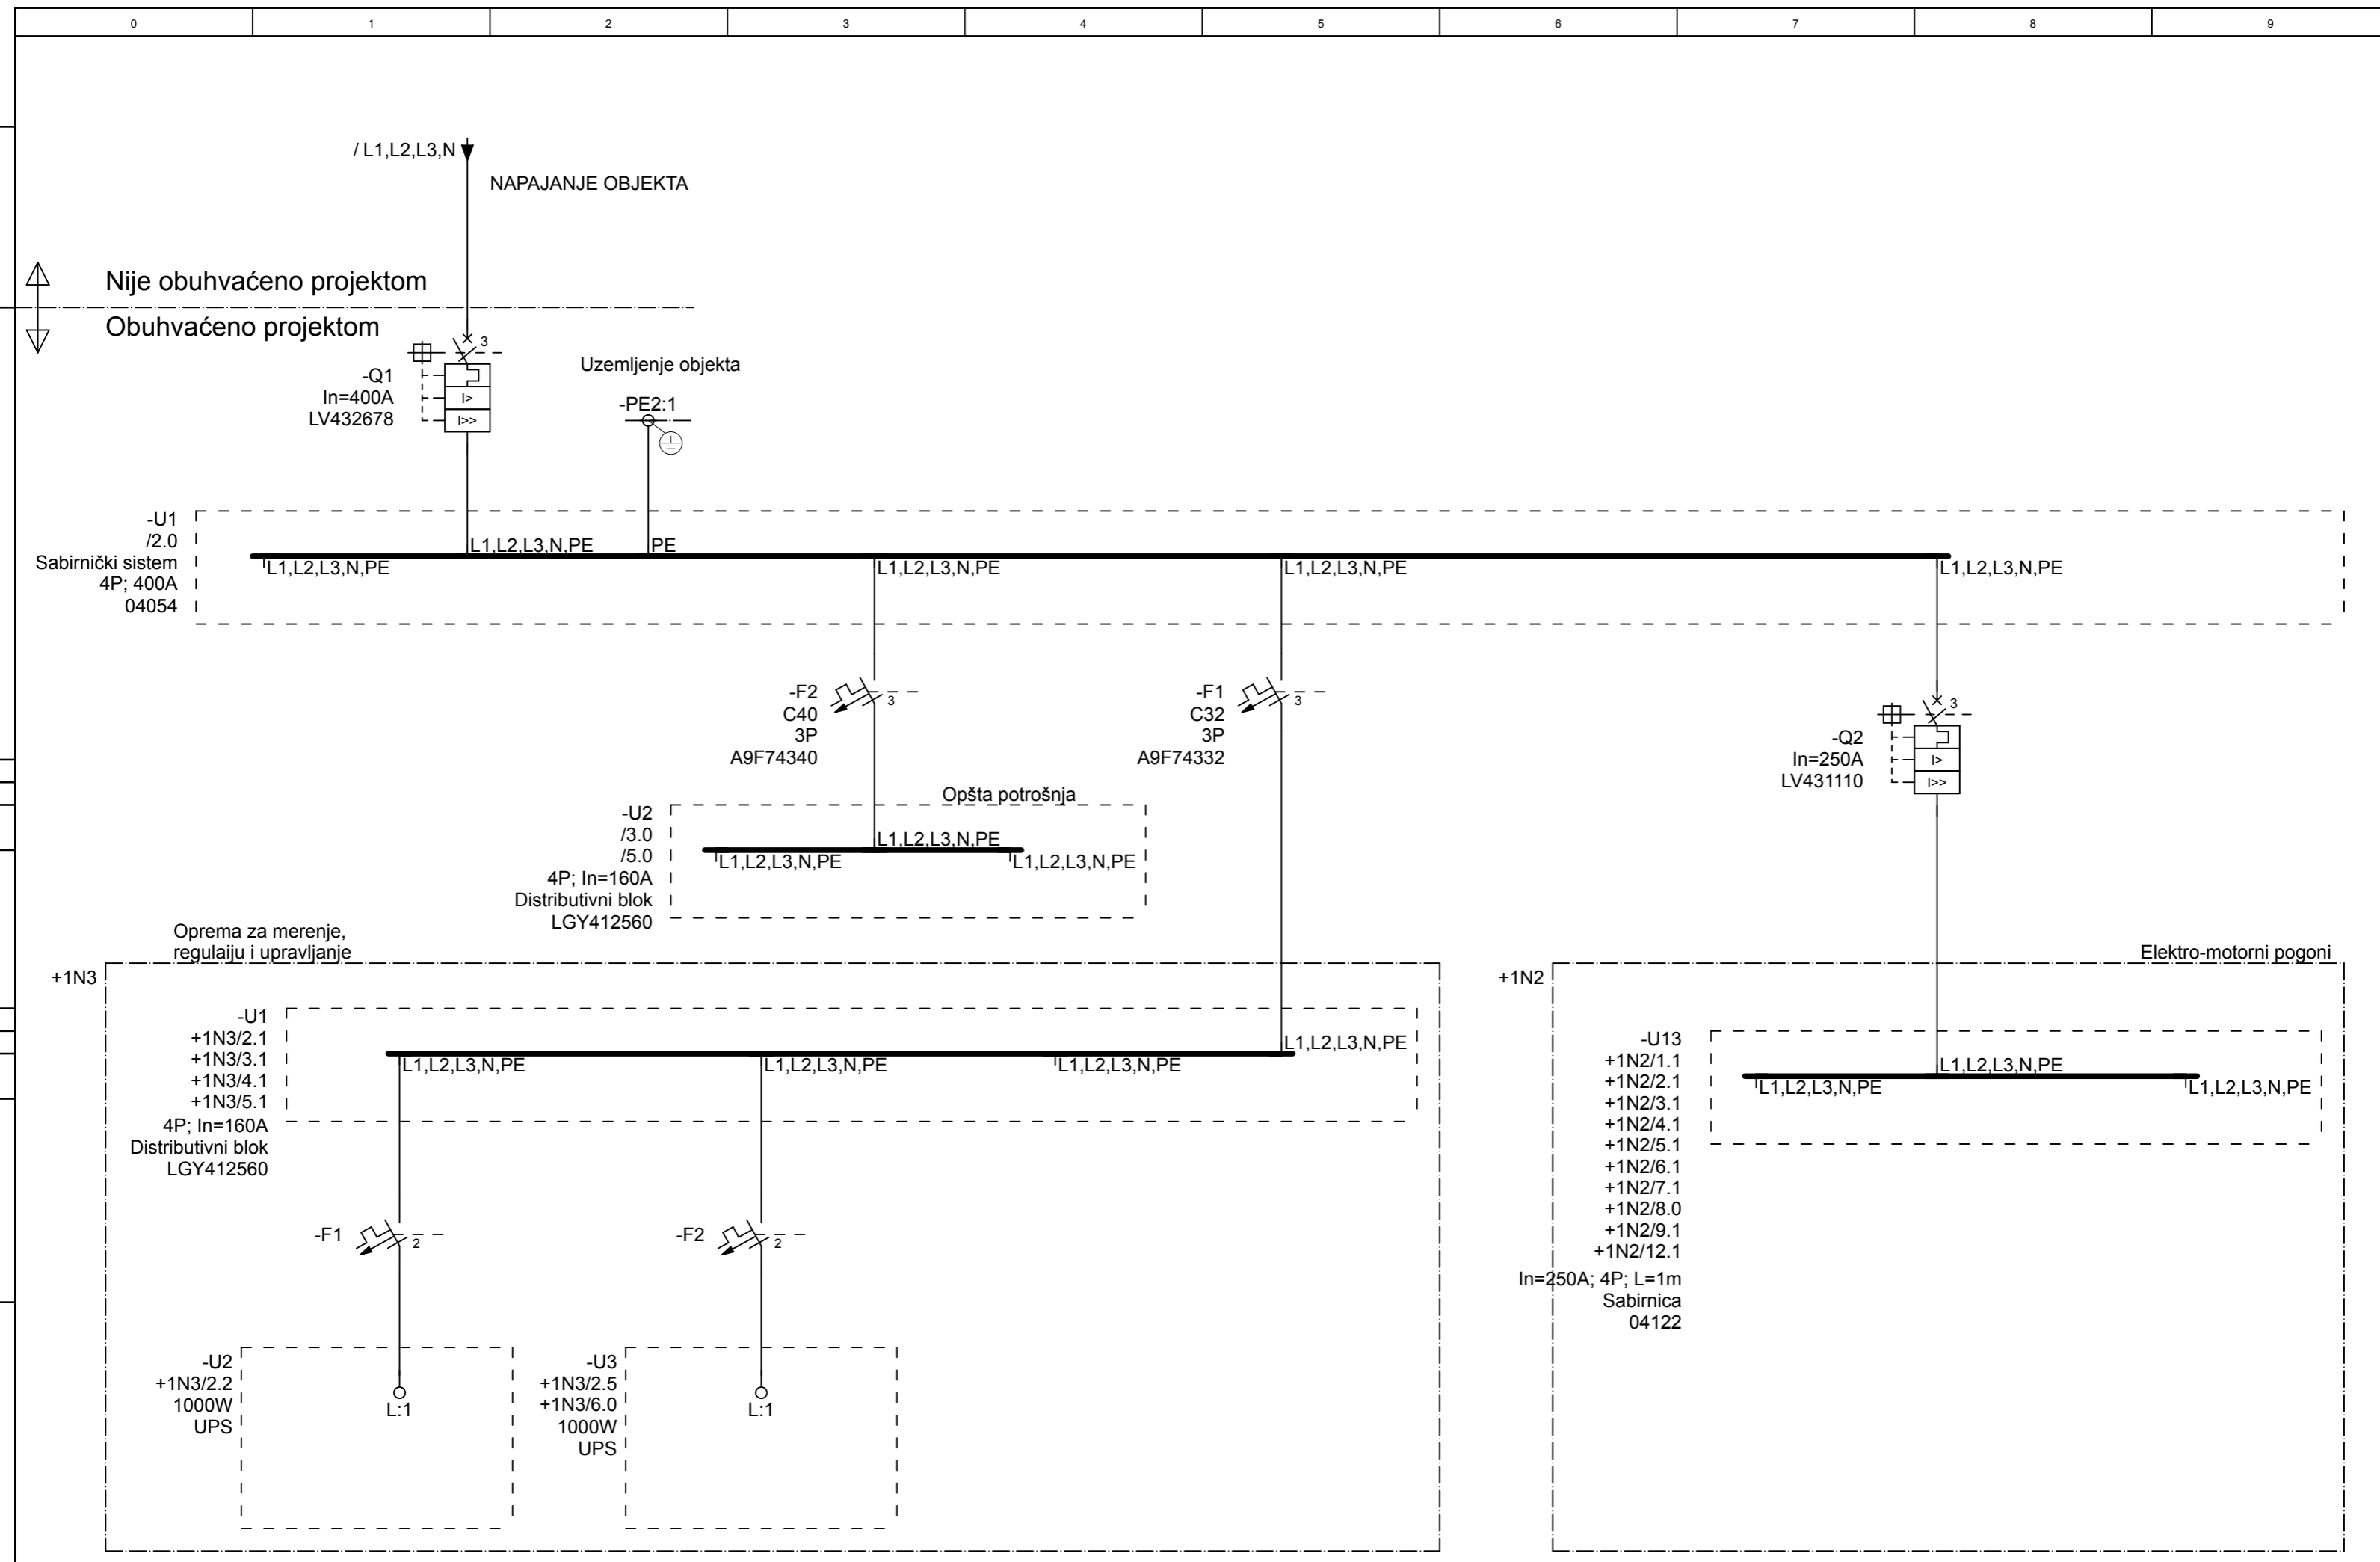 0 1 2 3 4 5 6 7 8 9
/ L1,L2,L3,N
NAPAJANJE OBJEKTA
Nije obuhvaćeno projektom
Obuhvaćeno projektom
3
-Q1
In=400A
LV432678
I>
I>>
Uzemljenje objekta
-PE2:1
-U1
/2.0
Sabirnički sistem
4P; 400A
04054
L1,L2,L3,N,PE
PE
L1,L2,L3,N,PE
L1,L2,L3,N,PE
L1,L2,L3,N,PE
L1,L2,L3,N,PE
-F2
C40
3P
A9F74340
3
-F1
C32
3P
A9F74332
3
3
-Q2
In=250A
LV431110
I>
I>>
Opšta potrošnja
-U2
/3.0
/5.0
4P; In=160A
Distributivni blok
LGY412560
L1,L2,L3,N,PE
L1,L2,L3,N,PE
L1,L2,L3,N,PE
Oprema za merenje,
regulaiju i upravljanje
+1N3
-U1
+1N3/2.1
+1N3/3.1
+1N3/4.1
+1N3/5.1
4P; In=160A
Distributivni blok
LGY412560
L1,L2,L3,N,PE
L1,L2,L3,N,PE
L1,L2,L3,N,PE
L1,L2,L3,N,PE
-F1
2
-F2
2
-U2
+1N3/2.2
1000W
UPS
L:1
-U3
+1N3/2.5
+1N3/6.0
1000W
UPS
L:1
Elektro-motorni pogoni
+1N2
-U13
+1N2/1.1
+1N2/2.1
+1N2/3.1
+1N2/4.1
+1N2/5.1
+1N2/6.1
+1N2/7.1
+1N2/8.0
+1N2/9.1
+1N2/12.1
In=250A; 4P; L=1m
Sabirnica
04122
L1,L2,L3,N,PE
L1,L2,L3,N,PE
L1,L2,L3,N,PE